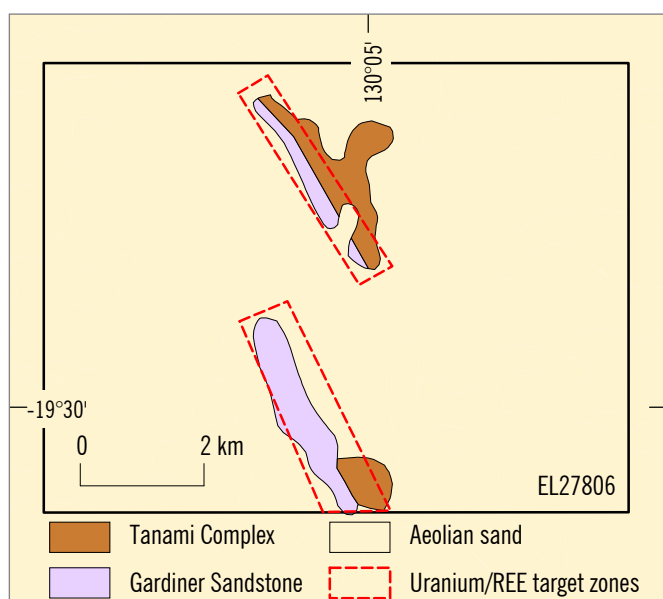 130°05'
-19°30'
0 2 km
EL27806
Tanami Complex Aeolian sand
Gardiner Sandstone Uranium/REE target zones